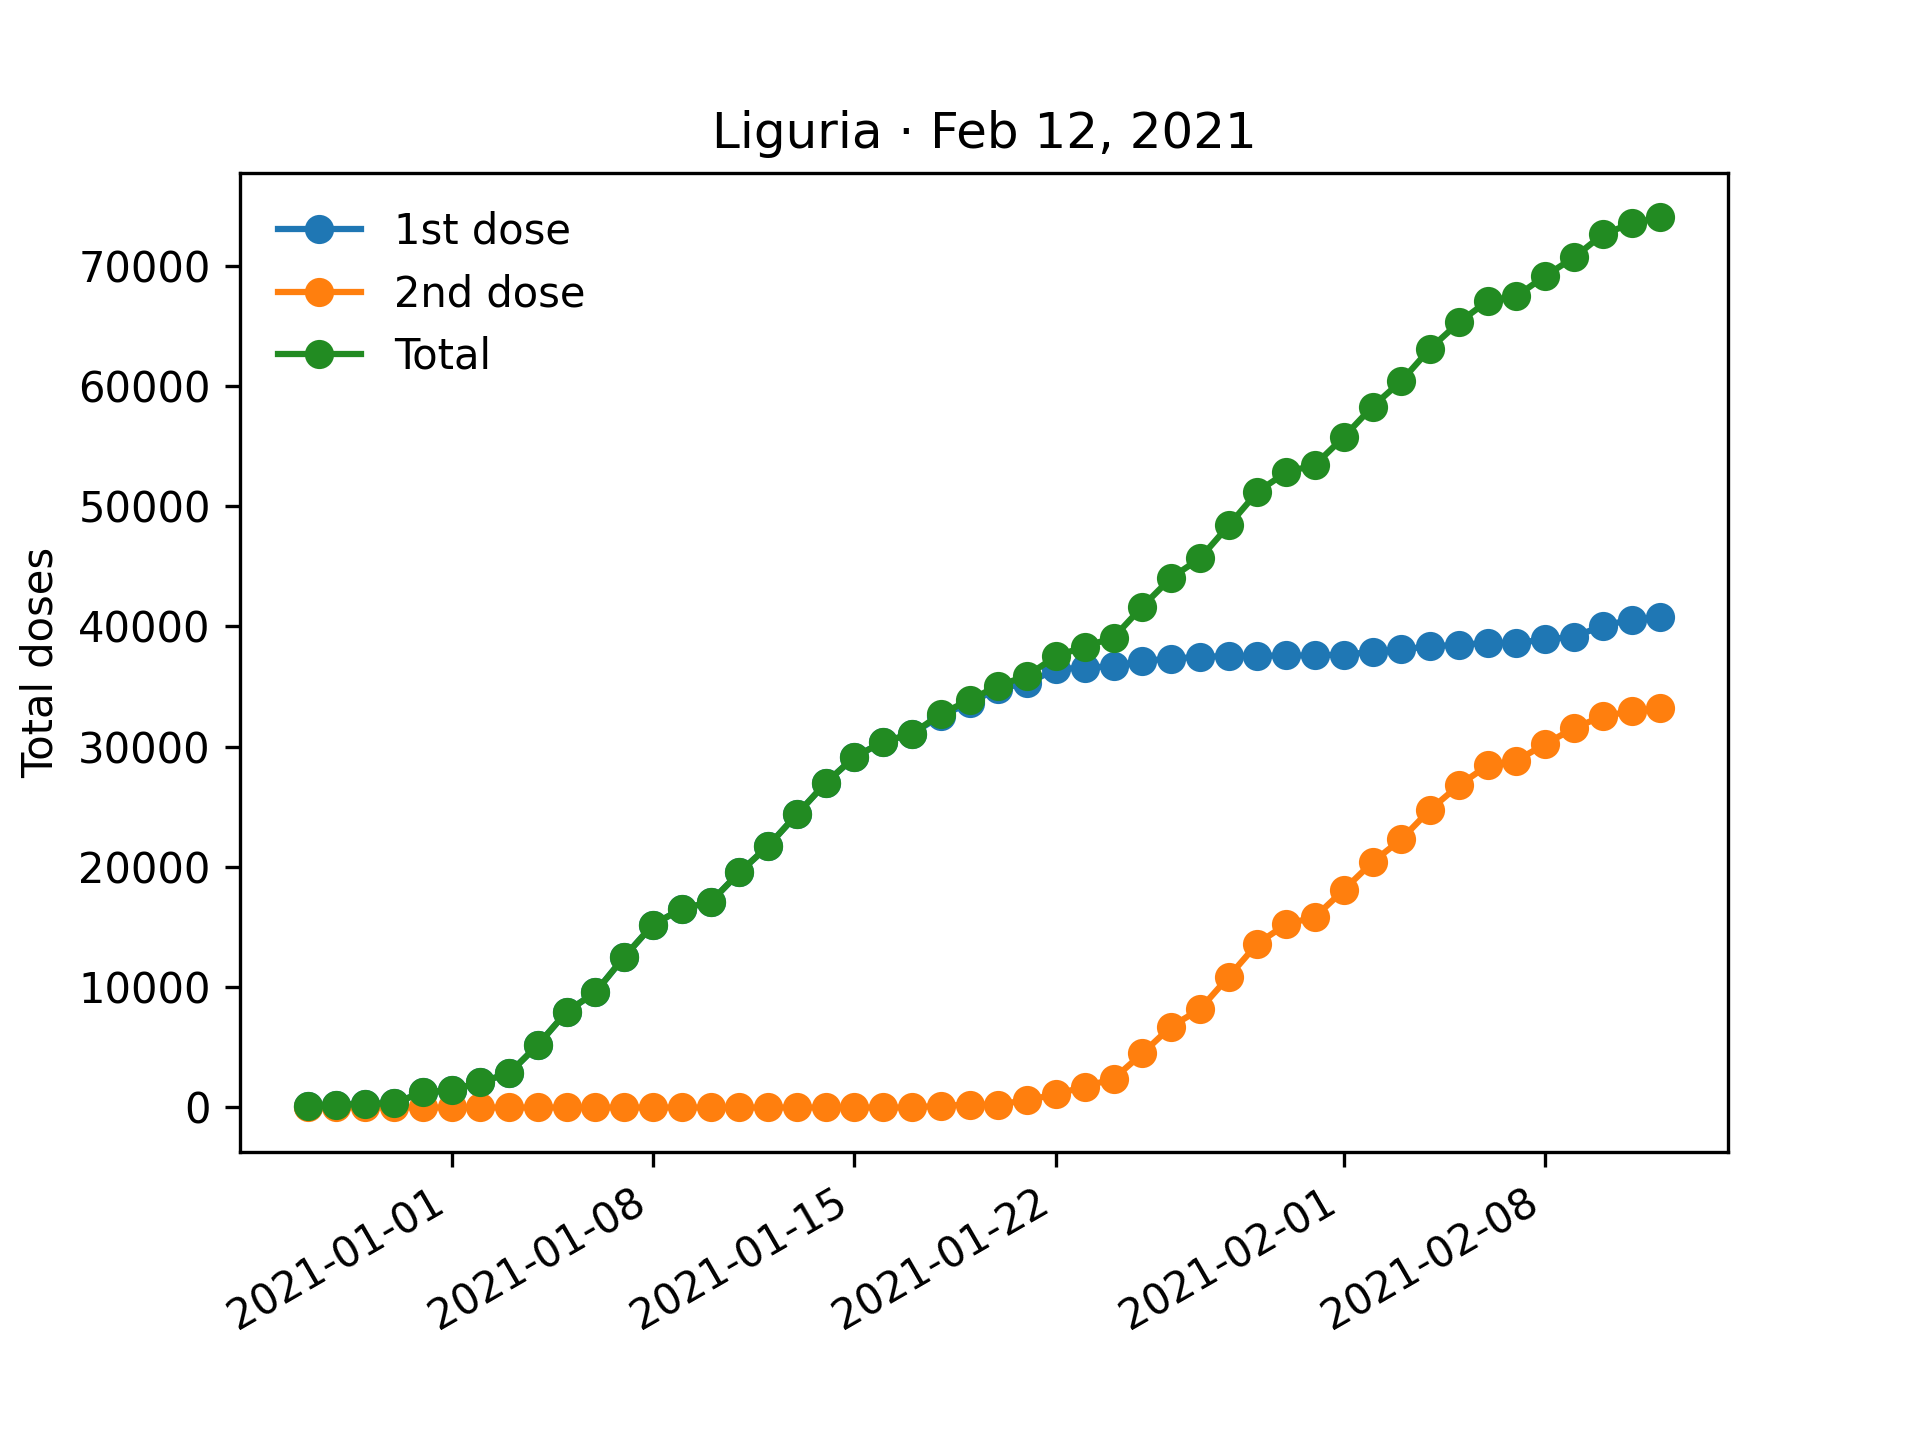 Liguria · Feb 12, 2021
1st dose
2nd dose
Total
Total doses
70000
60000
50000
40000
30000
20000
10000
0
2021-01-01
2021-01-08
2021-01-15
2021-01-22
2021-02-01
2021-02-08